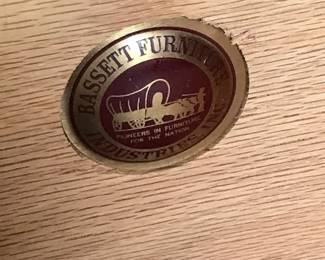 BASSETT FURNITURE
PIONEERS IN FURNITURE
FOR THE NATION
INDUSTRIES, INC.